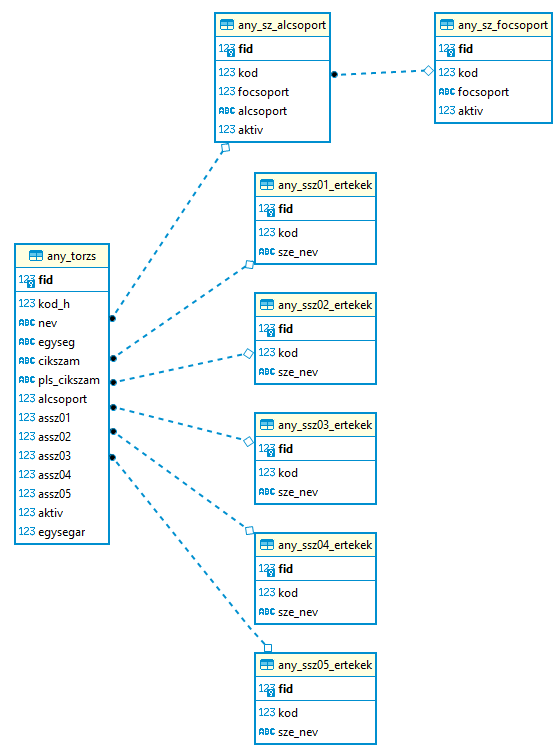 any_sz_alcsoport
123 fid
123 kod
123 focsoport
ABC alcsoport
123 aktiv
any_sz_focsoport
123 fid
123 kod
ABC focsoport
123 aktiv
any_ssz01_ertekek
123 fid
123 kod
ABC sze_nev
any_torzs
123 fid
123 kod_h
ABC nev
ABC egyseg
ABC cikszam
ABC pls_cikszam
123 alcsoport
123 assz01
123 assz02
123 assz03
123 assz04
123 assz05
123 aktiv
123 egysegar
any_ssz02_ertekek
123 fid
123 kod
ABC sze_nev
any_ssz03_ertekek
123 fid
123 kod
ABC sze_nev
any_ssz04_ertekek
123 fid
123 kod
ABC sze_nev
any_ssz05_ertekek
123 fid
123 kod
ABC sze_nev